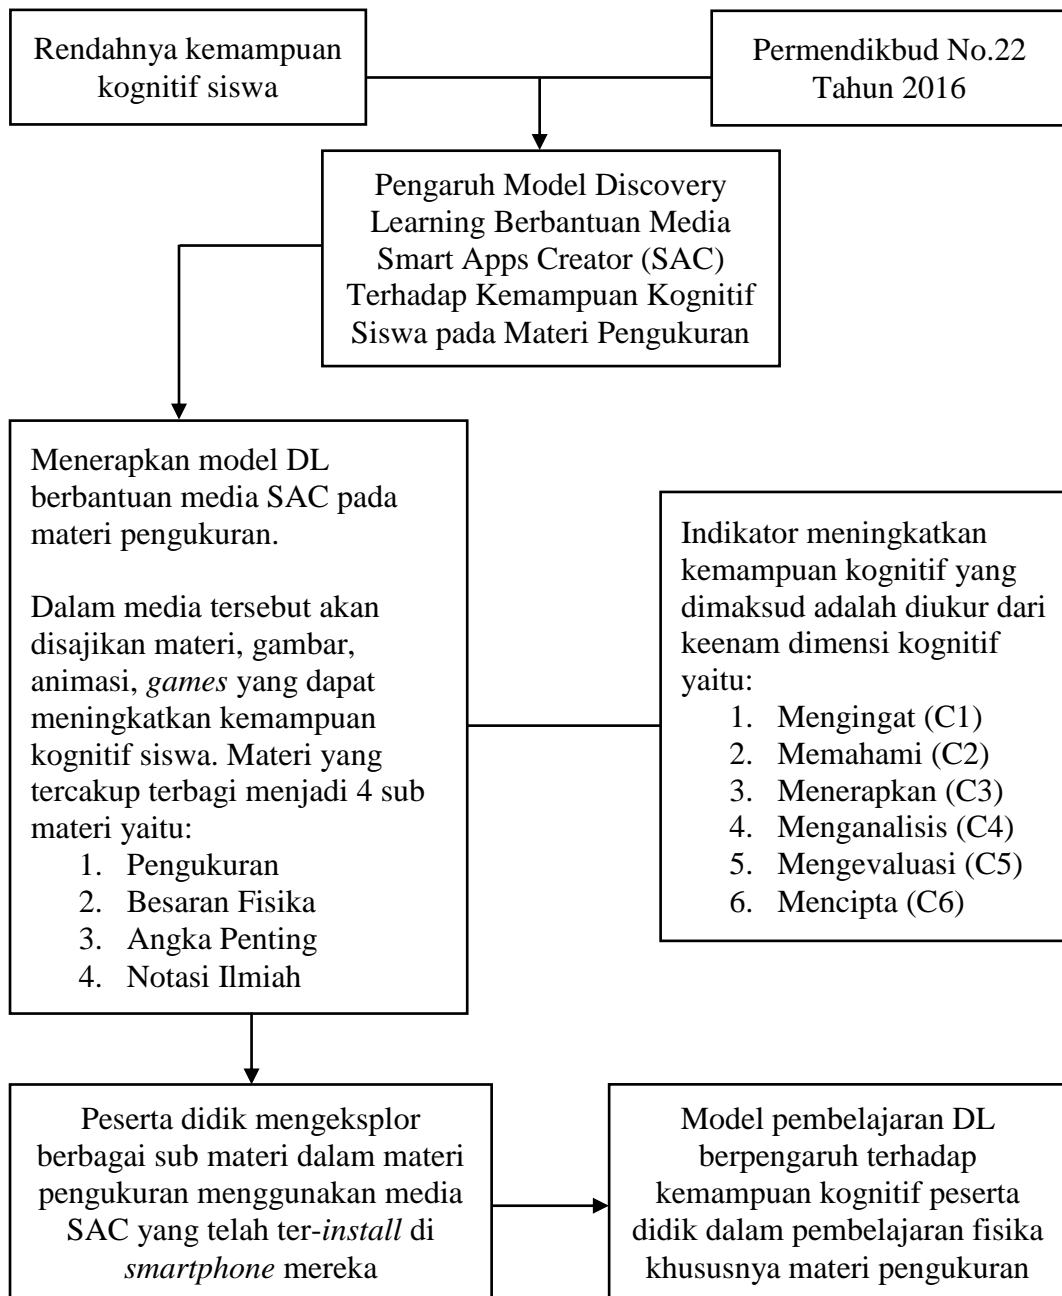 Rendahnya kemampuan
kognitif siswa
Permendikbud No.22
Tahun 2016
Pengaruh Model Discovery
Learning Berbantuan Media
Smart Apps Creator (SAC)
Terhadap Kemampuan Kognitif
Siswa pada Materi Pengukuran
Menerapkan model DL
berbantuan media SAC pada
materi pengukuran.
Dalam media tersebut akan
disajikan materi, gambar,
animasi, games yang dapat
meningkatkan kemampuan
kognitif siswa. Materi yang
tercakup terbagi menjadi 4 sub
materi yaitu:
1. Pengukuran
2. Besaran Fisika
3. Angka Penting
4. Notasi Ilmiah
Indikator meningkatkan
kemampuan kognitif yang
dimaksud adalah diukur dari
keenam dimensi kognitif
yaitu:
1. Mengingat (C1)
2. Memahami (C2)
3. Menerapkan (C3)
4. Menganalisis (C4)
5. Mengevaluasi (C5)
6. Mencipta (C6)
Peserta didik mengeksplor
berbagai sub materi dalam materi
pengukuran menggunakan media
SAC yang telah ter-install di
smartphone mereka
Model pembelajaran DL
berpengaruh terhadap
kemampuan kognitif peserta
didik dalam pembelajaran fisika
khususnya materi pengukuran